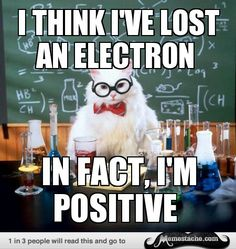 I THINK I'VE LOST
AN ELECTRON
IN FACT, I'M
POSITIVE
1 in 3 people will read this and go to
Memestache.com